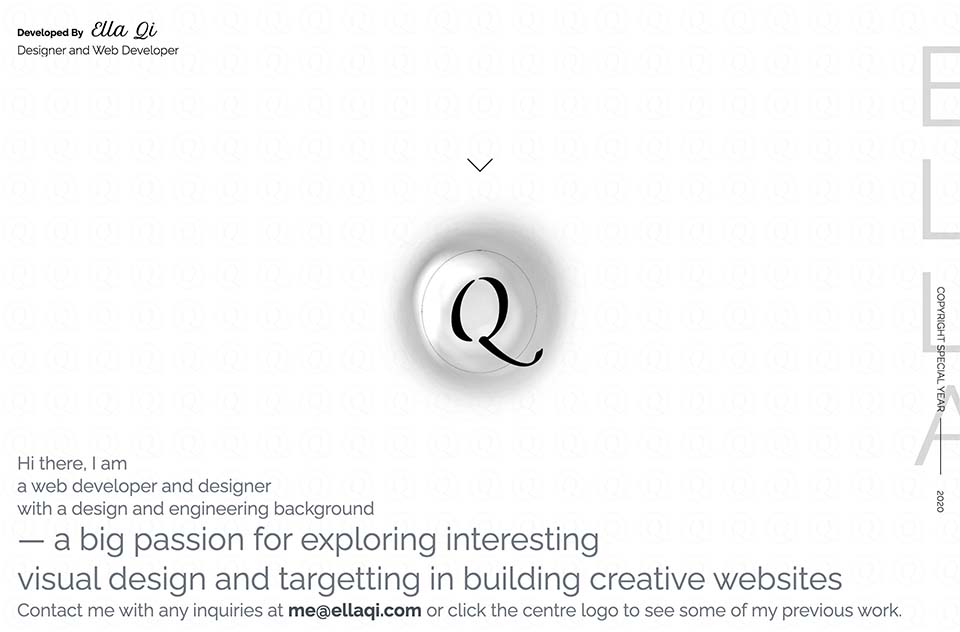 Developed By Ella Qi
Designer and Web Developer
Q
ELLA
COPYRIGHT SPECIAL YEAR — 2020
Hi there, I am
a web developer and designer
with a design and engineering background
— a big passion for exploring interesting
visual design and targetting in building creative websites
Contact me with any inquiries at me@ellaqi.com or click the centre logo to see some of my previous work.